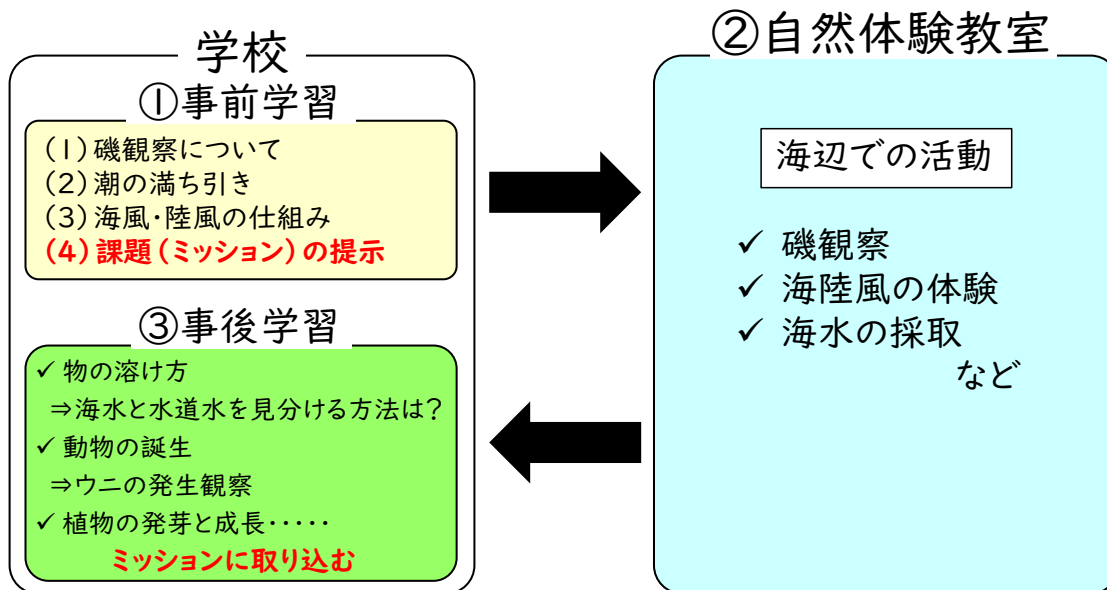 学校
①事前学習
(1)磯観察について
(2)潮の満ち引き
(3)海風・陸風の仕組み
(4)課題(ミッション)の提示
③事後学習
✓物の溶け方
⇒海水と水道水を見分ける方法は?
✓動物の誕生
⇒ウニの発生観察
✓植物の発芽と成長・・・・・
ミッションに取り込む
②自然体験教室
海辺での活動
✓磯観察
✓海陸風の体験
✓海水の採取
など